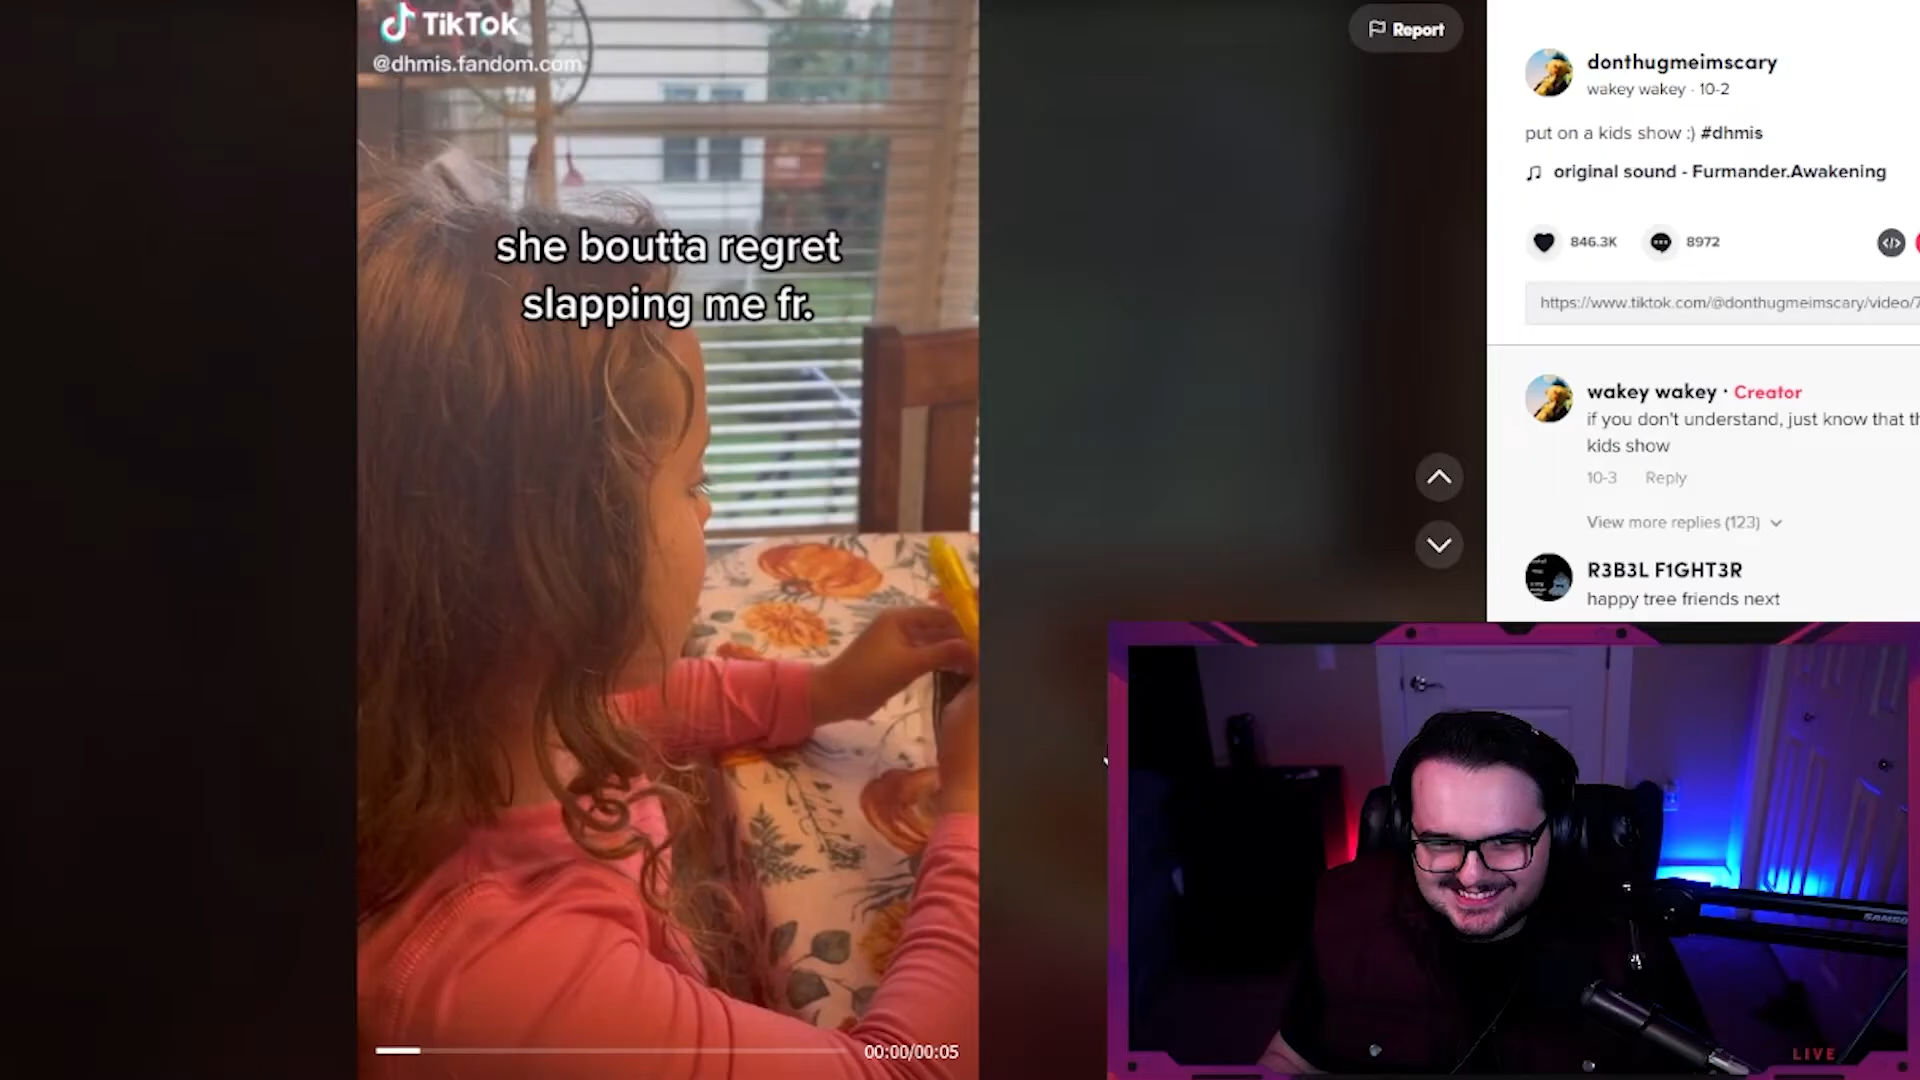 TikTok
@dhmis.fandom.com
she boutta regret
slapping me fr.
00:00/00:05
Report
donthugmeimscary
wakey wakey · 10-2
put on a kids show :) #dhmis
original sound - Furmander.Awakening
846.3K
8972
https://www.tiktok.com/@donthugmeimscary/video/7
wakey wakey · Creator
if you don't understand, just know that th
kids show
10-3 Reply
View more replies (123)
R3B3L F1GHT3R
happy tree friends next
SAMSO
LIVE